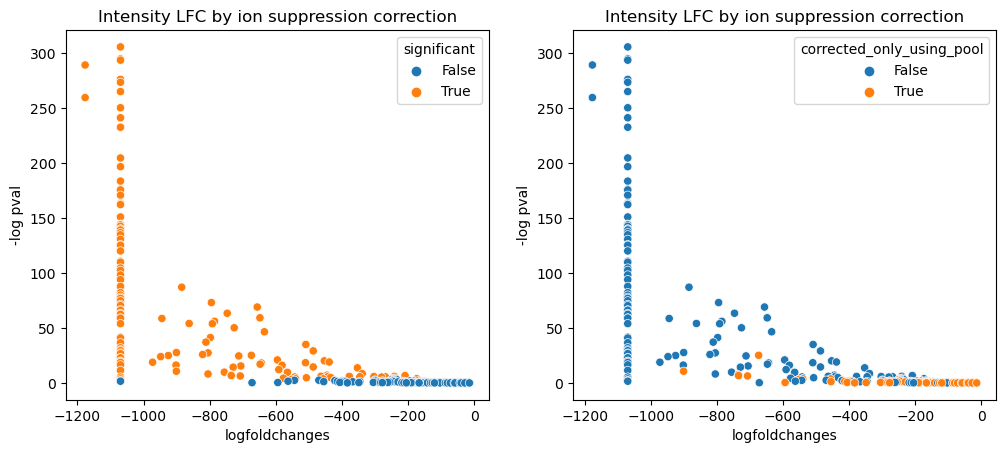 Intensity LFC by ion suppression correction
significant
False
True
-log pval
300
250
200
150
100
50
0
−1200
−1000
−800
−600
−400
−200
0
logfoldchanges
Intensity LFC by ion suppression correction
corrected_only_using_pool
False
True
-log pval
300
250
200
150
100
50
0
−1200
−1000
−800
−600
−400
−200
0
logfoldchanges